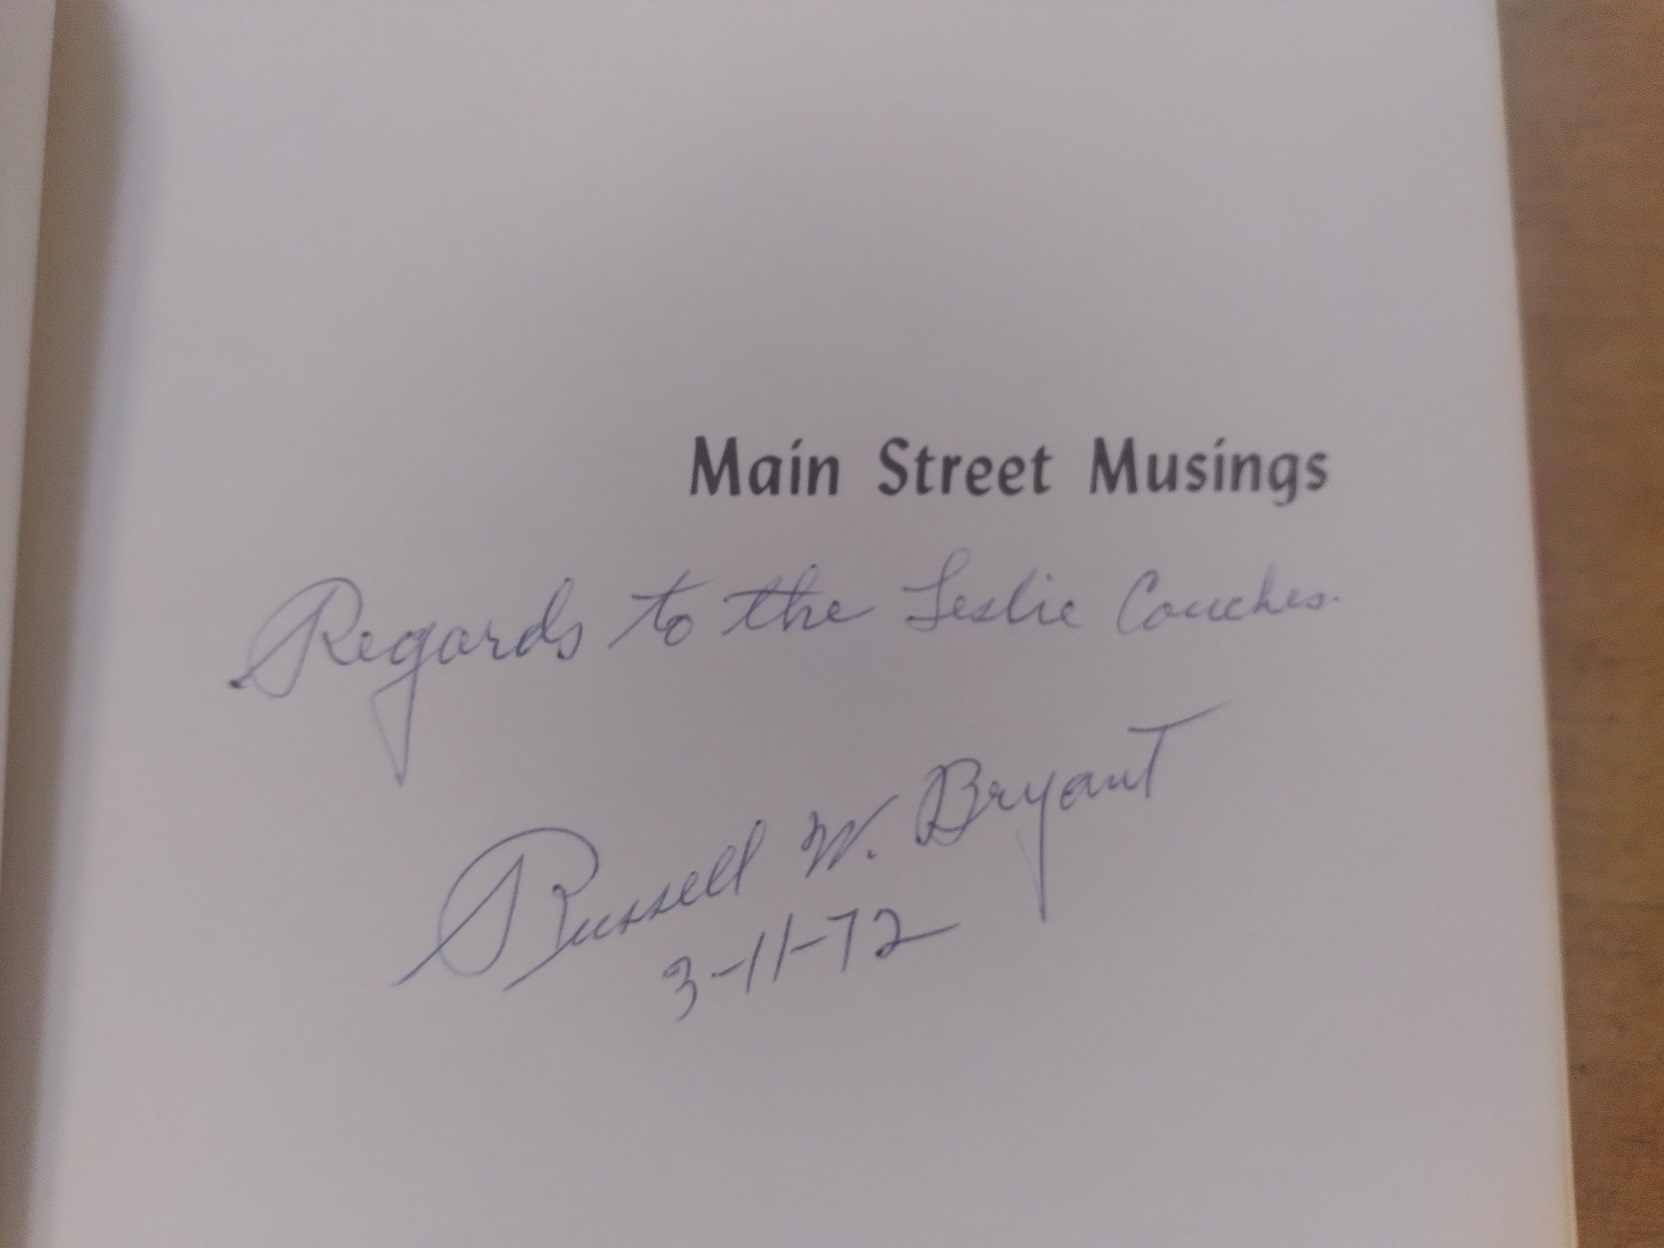 Main Street Musings
Regards to the Leslie Couches.
Russell W. Bryant
3-11-72